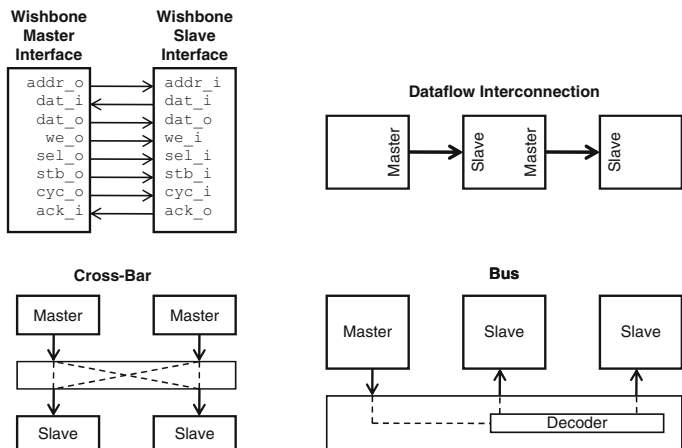 Wishbone
Master
Interface
Wishbone
Slave
Interface
addr_o
addr_i
dat_i
dat_i
dat_o
dat_o
we_o
we_i
sel_o
sel_i
stb_o
stb_i
cyc_o
cyc_i
ack_i
ack_o
Dataflow Interconnection
Master
Slave
Master
Slave
Cross-Bar
Master
Master
Slave
Slave
Bus
Master
Slave
Slave
Decoder